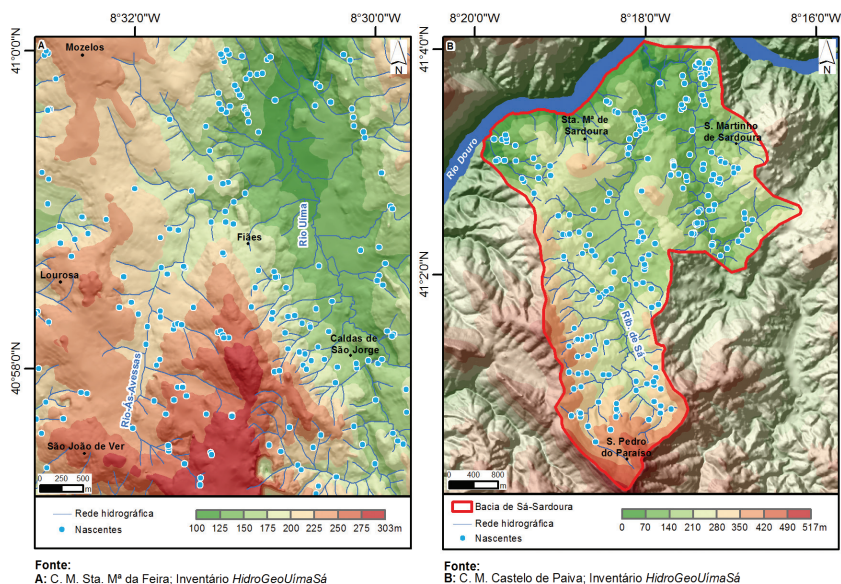 8°32'0"W
8°30'0"W
41°0'0"N
40°58'0"N
A
N
Mozelos
Fiães
Rio Uíma
Lourosa
Caldas de
São Jorge
Rio Às-Avessas
São João de Ver
0 250 500
m
Rede hidrográfica
Nascentes
100 125 150 175 200 225 250 275 303m
Fonte:
A: C. M. Sta. Mª da Feira; Inventário HidroGeoUímaSá
8°20'0"W
8°18'0"W
8°16'0"W
41°4'0"N
41°2'0"N
B
N
Rio Douro
Sta. Mª de
Sardoura
S. Martinho
de Sardoura
Rib. de Sá
S. Pedro
do Paraíso
0 400 800
m
Bacia de Sá-Sardoura
Rede hidrográfica
Nascentes
0 70 140 210 280 350 420 490 517m
Fonte:
B: C. M. Castelo de Paiva; Inventário HidroGeoUímaSá